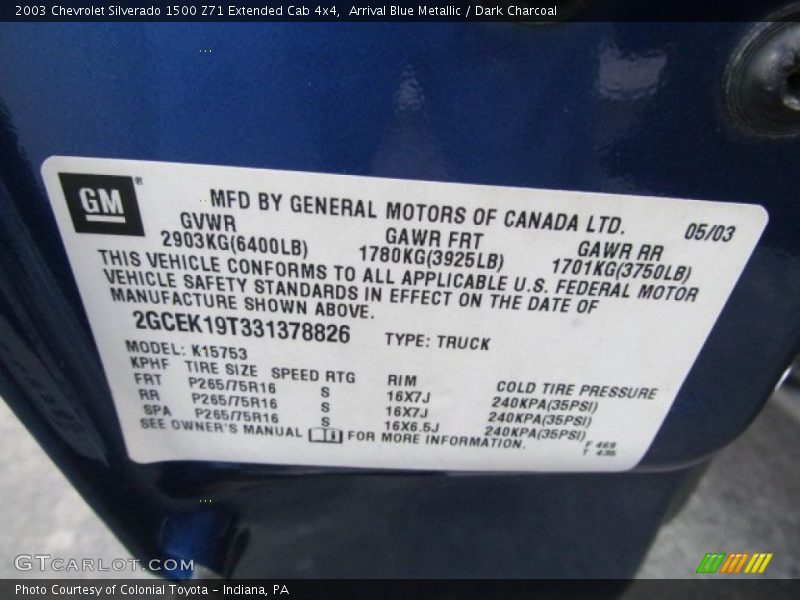 2003 Chevrolet Silverado 1500 Z71 Extended Cab 4x4, Arrival Blue Metallic / Dark Charcoal
GM
MFD BY GENERAL MOTORS OF CANADA LTD. 05/03
GVWR GAWR FRT GAWR RR
2903KG(6400LB) 1780KG(3925LB) 1701KG(3750LB)
THIS VEHICLE CONFORMS TO ALL APPLICABLE U.S. FEDERAL MOTOR
VEHICLE SAFETY STANDARDS IN EFFECT ON THE DATE OF
MANUFACTURE SHOWN ABOVE.
2GCEK19T331378826 TYPE: TRUCK
MODEL: K15753
KPHF TIRE SIZE SPEED RTG RIM COLD TIRE PRESSURE
FRT P265/75R16 S 16X7J 240KPA(35PSI)
RR P265/75R16 S 16X7J 240KPA(35PSI)
SPA P265/75R16 S 16X6.5J 240KPA(35PSI)
SEE OWNER'S MANUAL FOR MORE INFORMATION.
F 469
T 435
GTCarlot.com
Photo Courtesy of Colonial Toyota - Indiana, PA